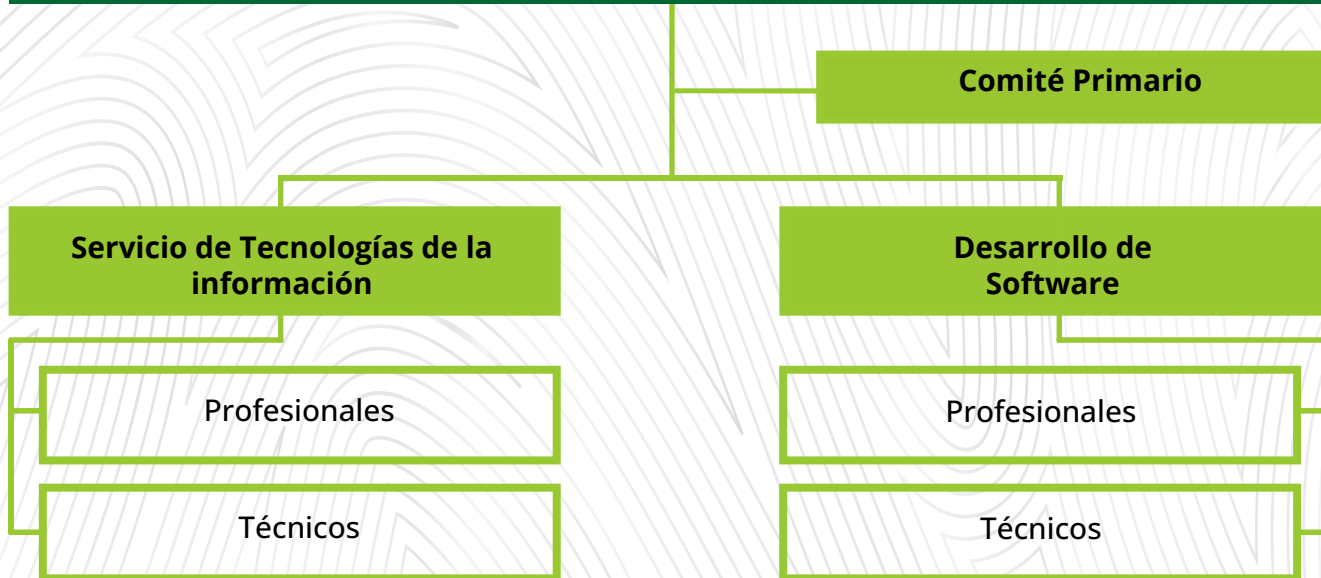 Comité Primario
Servicio de Tecnologías de la
información
Desarrollo de
Software
Profesionales
Profesionales
Técnicos
Técnicos